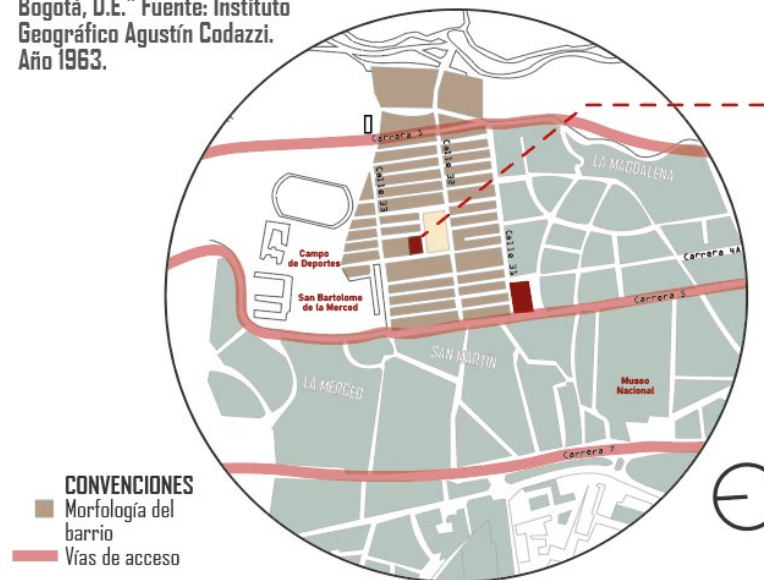 Bogotá, D.E." Fuente: Instituto
Geográfico Agustín Codazzi.
Año 1963.
Carrera 1
LA MAGDALENA
Calle 33
Calle 32
Calle 31
Campo
de Deportes
Carrera 4A
San Bartolome
de la Merced
Carrera 5
SAN MARTIN
LA MERCED
Museo
Nacional
Carrera 7
CONVENCIONES
Morfología del
barrio
Vías de acceso